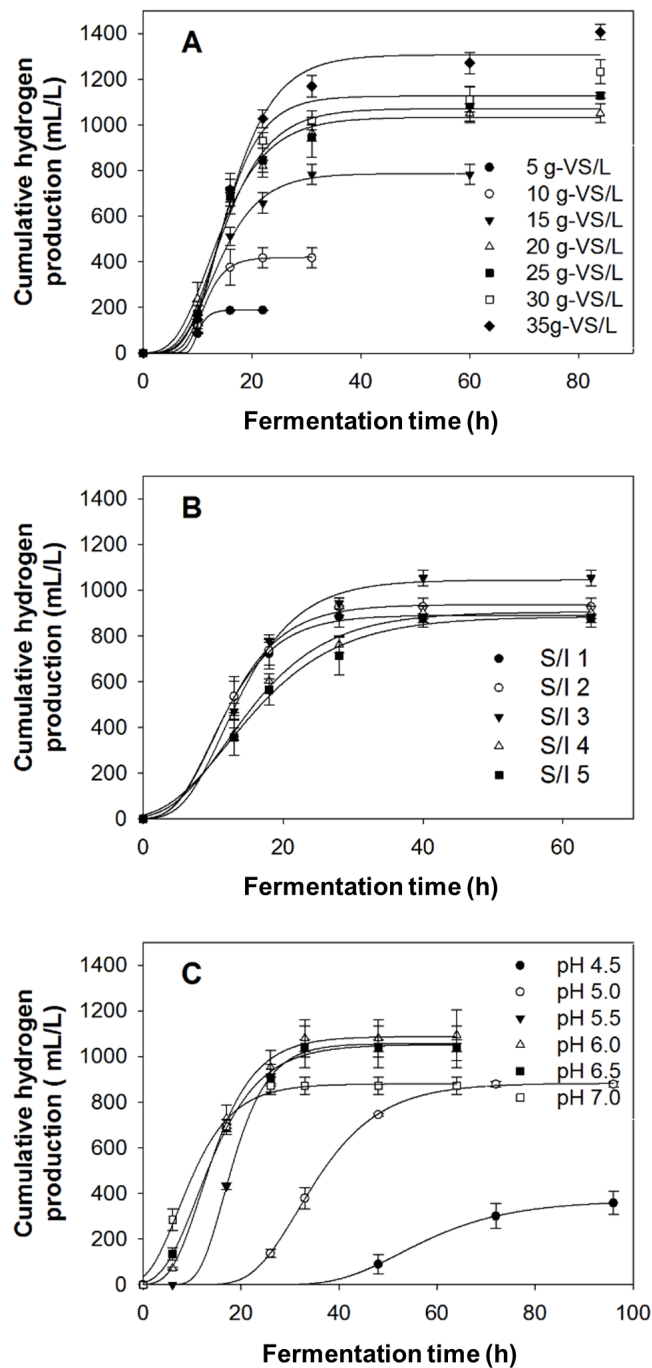 A
Cumulative hydrogen
production (mL/L)
1400
1200
1000
800
600
400
200
0
5 g-VS/L
10 g-VS/L
15 g-VS/L
20 g-VS/L
25 g-VS/L
30 g-VS/L
35g-VS/L
0 20 40 60 80
Fermentation time (h)
B
Cumulative hydrogen
production ( mL/L)
1400
1200
1000
800
600
400
200
0
S/I 1
S/I 2
S/I 3
S/I 4
S/I 5
0 20 40 60
Fermentation time (h)
C
Cumulative hydrogen
production ( mL/L)
1400
1200
1000
800
600
400
200
0
pH 4.5
pH 5.0
pH 5.5
pH 6.0
pH 6.5
pH 7.0
0 20 40 60 80 100
Fermentation time (h)